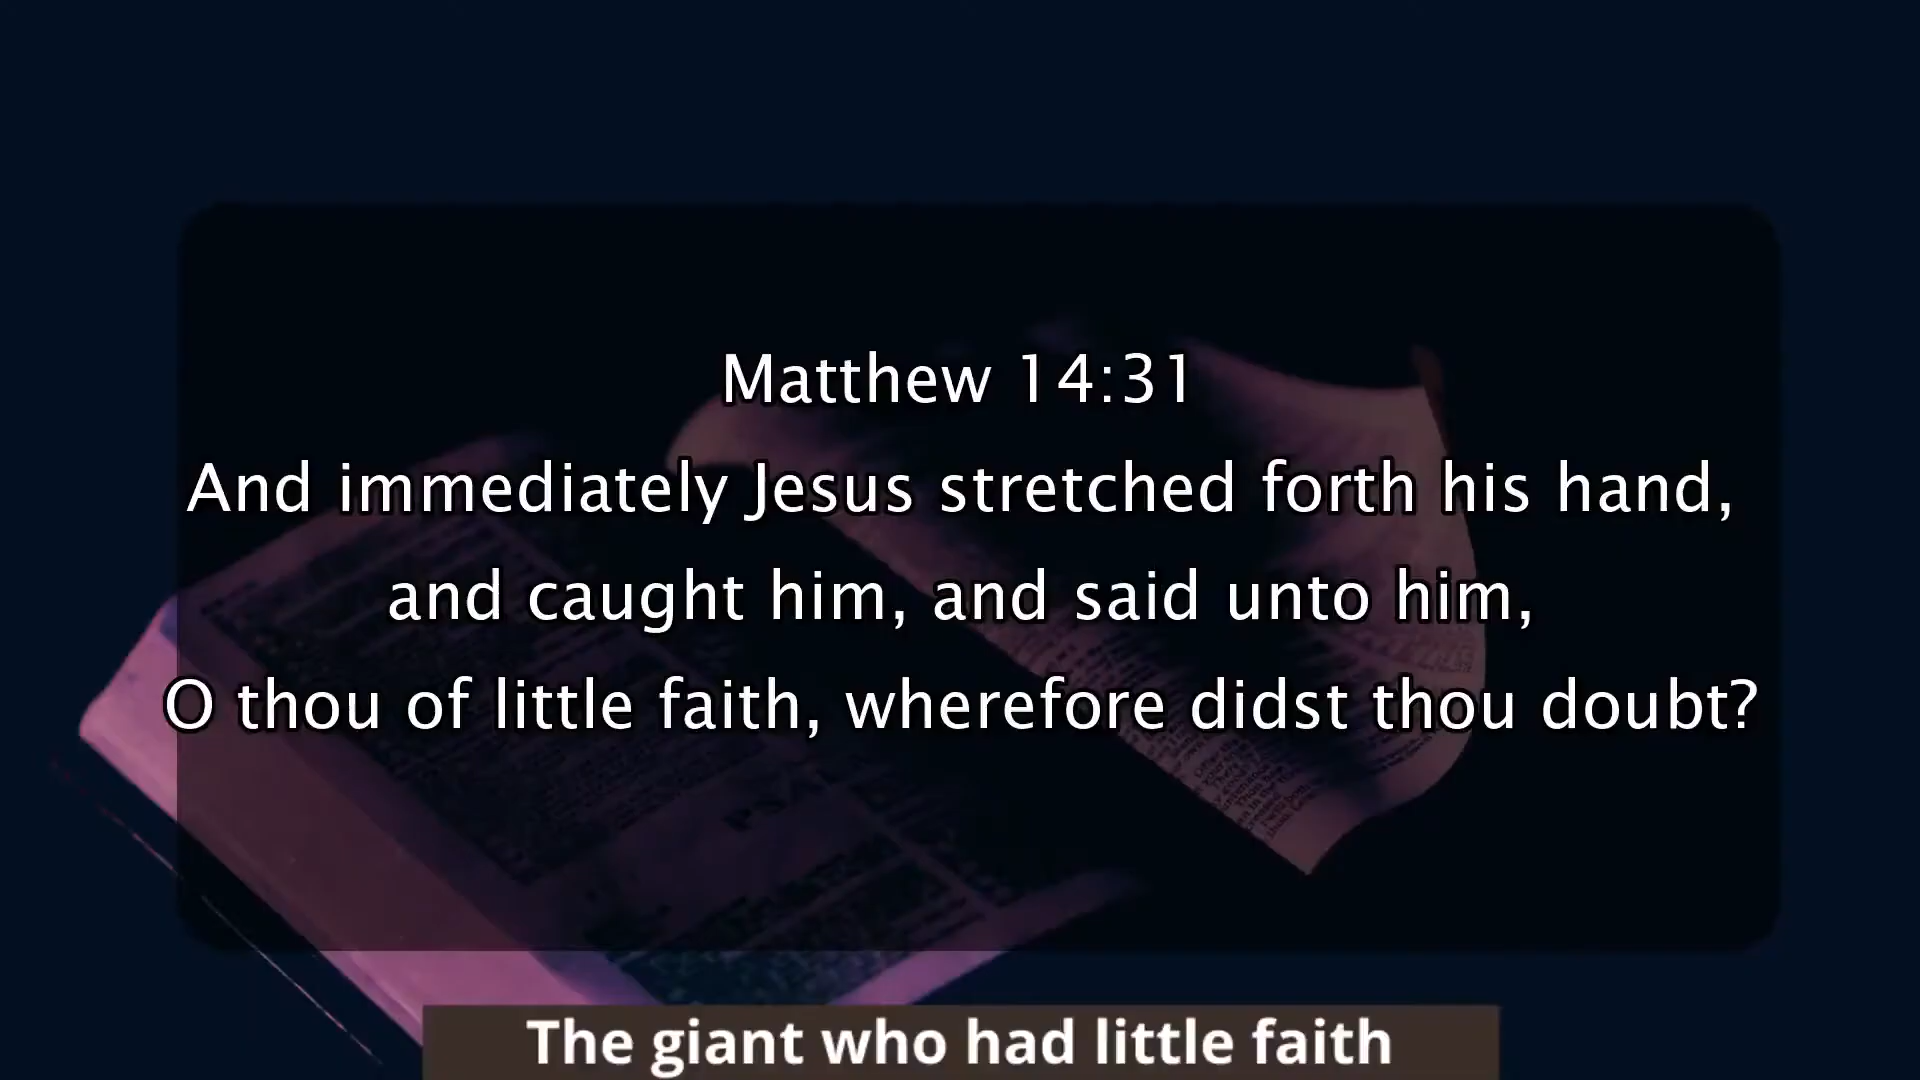 Matthew 14:31
And immediately Jesus stretched forth his hand,
and caught him, and said unto him,
O thou of little faith, wherefore didst thou doubt?
The giant who had little faith